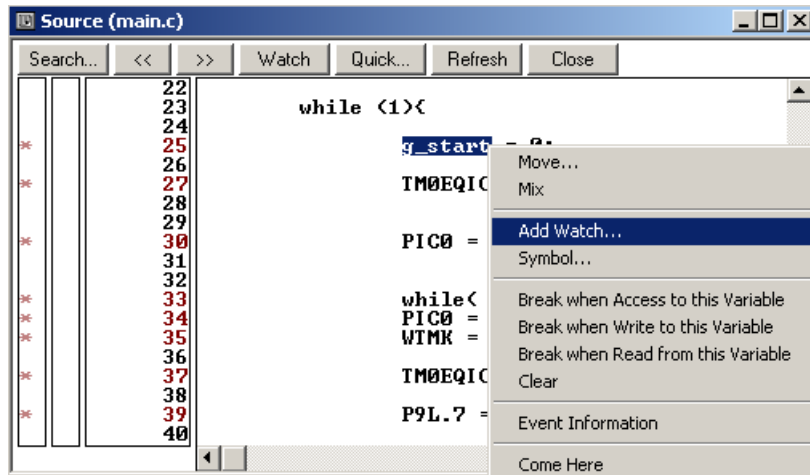 Source (main.c)
Search... << >> Watch Quick... Refresh Close
22
23 while (1){
24
25 g_start = 0;
26
27 TM0EQIC
28
29
30 PIC0 =
31
32
33 while(
34 PIC0 =
35 WTMK =
36
37 TM0EQIC
38
39 P9L.7 =
40
Move...
Mix
Add Watch...
Symbol...
Break when Access to this Variable
Break when Write to this Variable
Break when Read from this Variable
Clear
Event Information
Come Here